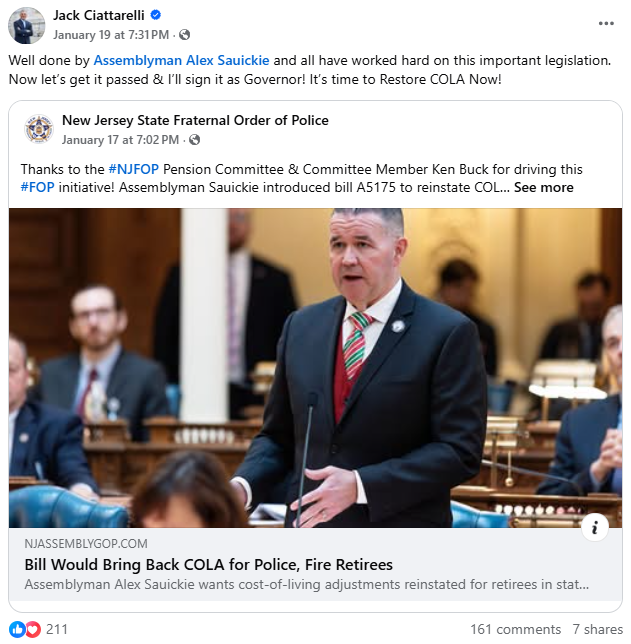 Jack Ciattarelli
January 19 at 7:31 PM ·
Well done by Assemblyman Alex Sauickie and all have worked hard on this important legislation.
Now let's get it passed & I'll sign it as Governor! It's time to Restore COLA Now!
New Jersey State Fraternal Order of Police
January 17 at 7:02 PM ·
Thanks to the #NJFOP Pension Committee & Committee Member Ken Buck for driving this
#FOP initiative! Assemblyman Sauickie introduced bill A5175 to reinstate COL... See more
NJASSEMBLYGOP.COM
Bill Would Bring Back COLA for Police, Fire Retirees
Assemblyman Alex Sauickie wants cost-of-living adjustments reinstated for retirees in stat...
211
161 comments 7 shares